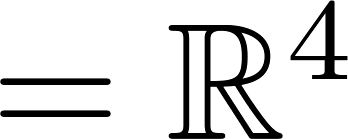 = ℝ⁴